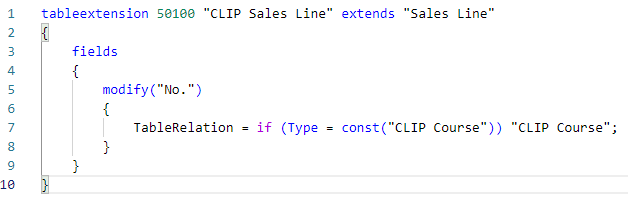 1 tableextension 50100 "CLIP Sales Line" extends "Sales Line"
2 {
3     fields
4     {
5         modify("No.")
6         {
7             TableRelation = if (Type = const("CLIP Course")) "CLIP Course";
8         }
9     }
10 }